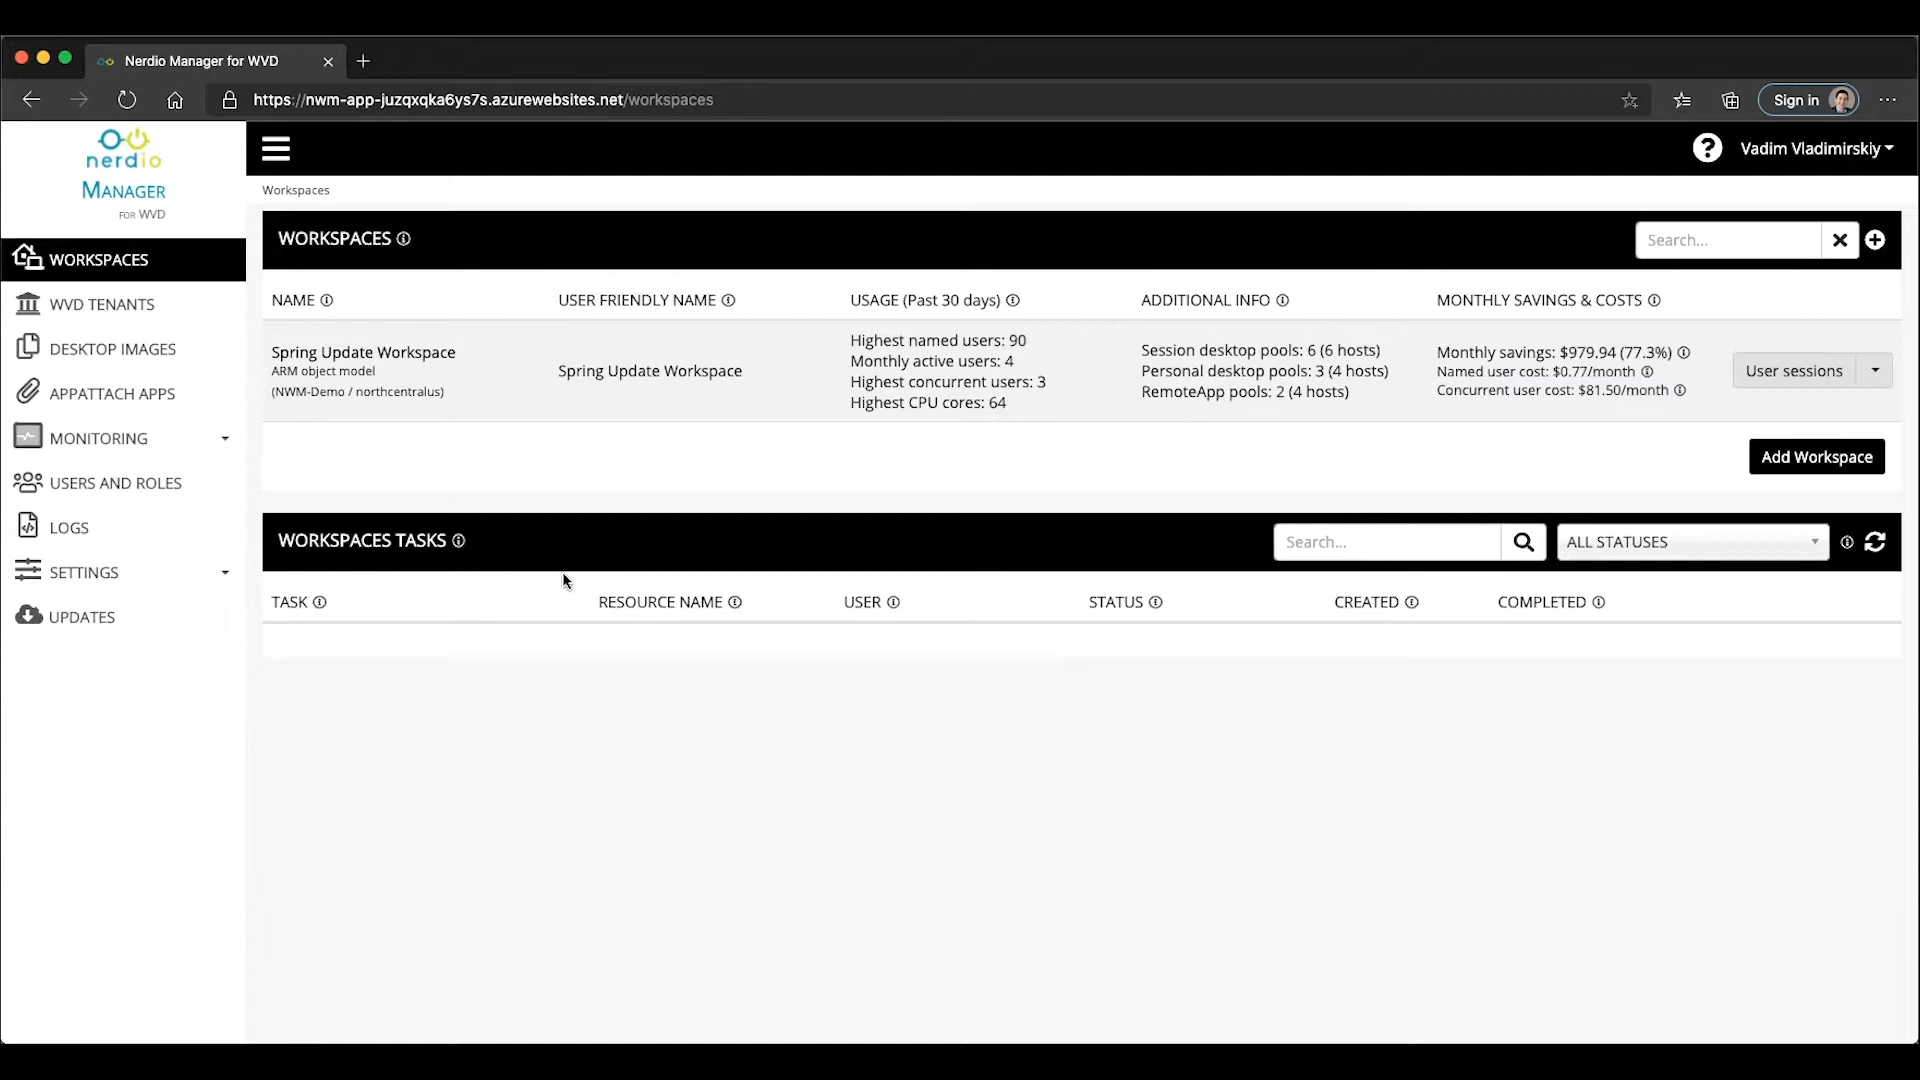 Nerdio Manager for WVD
https://nwm-app-juzqxqka6ys7s.azurewebsites.net/workspaces
Sign in
nerdio
MANAGER
FOR WVD
Vadim Vladimirskiy
Workspaces
WORKSPACES
WVD TENANTS
DESKTOP IMAGES
APPATTACH APPS
MONITORING
USERS AND ROLES
LOGS
SETTINGS
UPDATES
WORKSPACES
Search...
NAME
USER FRIENDLY NAME
USAGE (Past 30 days)
ADDITIONAL INFO
MONTHLY SAVINGS & COSTS
Spring Update Workspace
ARM object model
(NWM-Demo / northcentralus)
Spring Update Workspace
Highest named users: 90
Monthly active users: 4
Highest concurrent users: 3
Highest CPU cores: 64
Session desktop pools: 6 (6 hosts)
Personal desktop pools: 3 (4 hosts)
RemoteApp pools: 2 (4 hosts)
Monthly savings: $979.94 (77.3%)
Named user cost: $0.77/month
Concurrent user cost: $81.50/month
User sessions
Add Workspace
WORKSPACES TASKS
Search...
ALL STATUSES
TASK
RESOURCE NAME
USER
STATUS
CREATED
COMPLETED